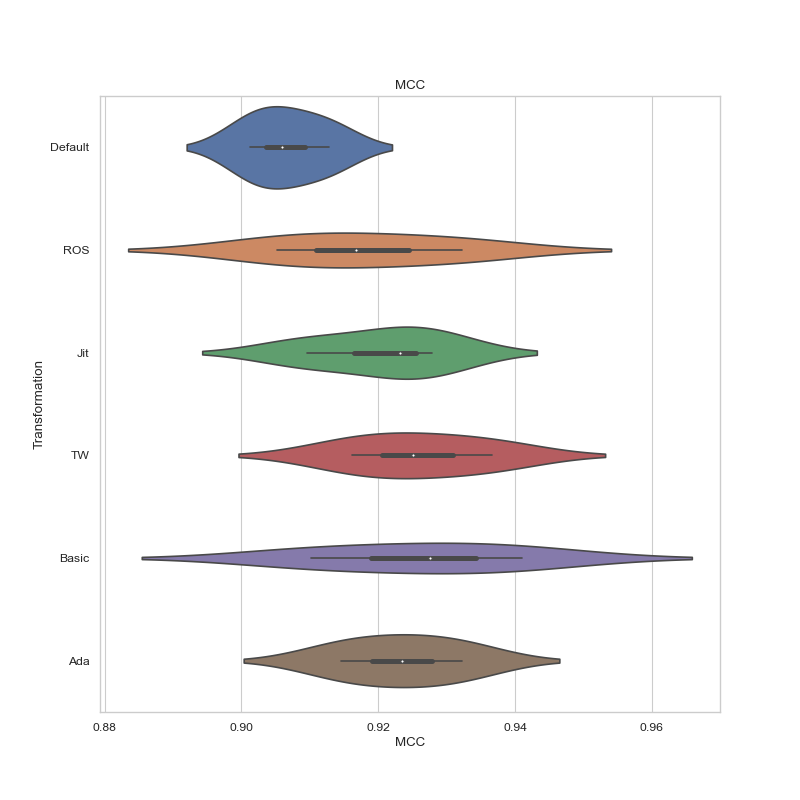 MCC
Default
ROS
Jit
TW
Basic
Ada
Transformation
0.88 0.90 0.92 0.94 0.96
MCC